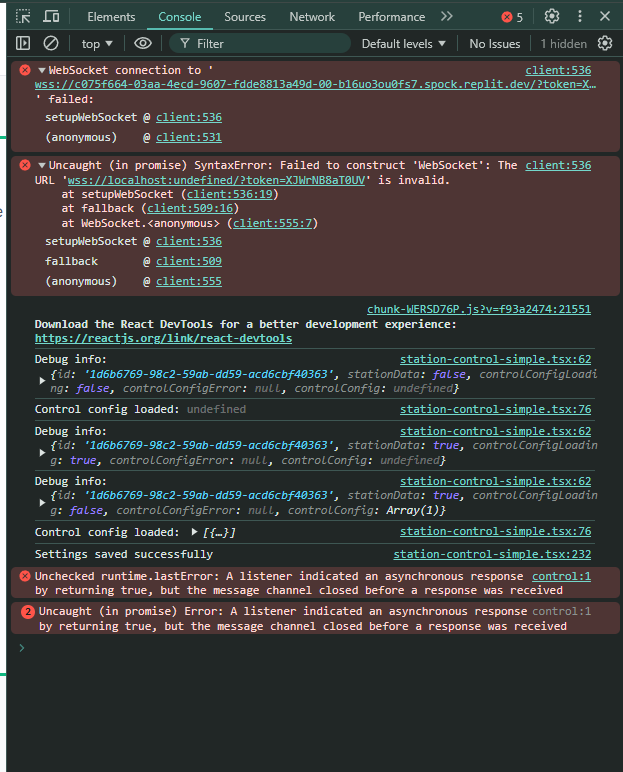 Elements Console Sources Network Performance 5
top Filter Default levels No Issues 1 hidden
WebSocket connection to ' client:536
wss://c075f664-03aa-4ecd-9607-fdde8813a49d-00-b16uo3ou0fs7.spock.replit.dev/?token=X…
' failed:
setupWebSocket @ client:536
(anonymous) @ client:531
Uncaught (in promise) SyntaxError: Failed to construct 'WebSocket': The client:536
URL 'wss://localhost:undefined/?token=XJWrNB8aT0UV' is invalid.
at setupWebSocket (client:536:19)
at fallback (client:509:16)
at WebSocket.<anonymous> (client:555:7)
setupWebSocket @ client:536
fallback @ client:509
(anonymous) @ client:555
chunk-WERSD76P.js?v=f93a2474:21551
Download the React DevTools for a better development experience:
https://reactjs.org/link/react-devtools
Debug info: station-control-simple.tsx:62
{id: '1d6b6769-98c2-59ab-dd59-acd6cbf40363', stationData: false, controlConfigLoadi
ng: false, controlConfigError: null, controlConfig: undefined}
Control config loaded: undefined station-control-simple.tsx:76
Debug info: station-control-simple.tsx:62
{id: '1d6b6769-98c2-59ab-dd59-acd6cbf40363', stationData: true, controlConfigLoadin
g: true, controlConfigError: null, controlConfig: undefined}
Debug info: station-control-simple.tsx:62
{id: '1d6b6769-98c2-59ab-dd59-acd6cbf40363', stationData: true, controlConfigLoadin
g: false, controlConfigError: null, controlConfig: Array(1)}
Control config loaded: [{…}] station-control-simple.tsx:76
Settings saved successfully station-control-simple.tsx:232
Unchecked runtime.lastError: A listener indicated an asynchronous response control:1
by returning true, but the message channel closed before a response was received
2 Uncaught (in promise) Error: A listener indicated an asynchronous response control:1
by returning true, but the message channel closed before a response was received